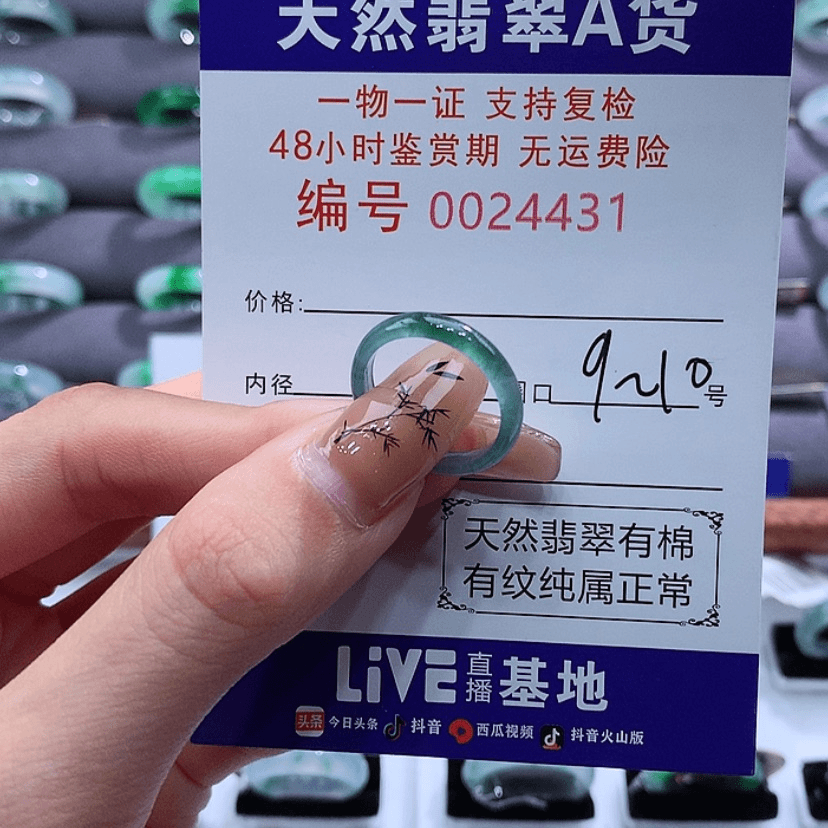 天然翡翠A货
一物一证 支持复检
48小时鉴赏期 无运费险
编号 0024431
价格:
内径 口 9~10号
天然翡翠有棉
有纹纯属正常
LiVE直播基地
头条 今日头条 抖音 西瓜视频 抖音火山版